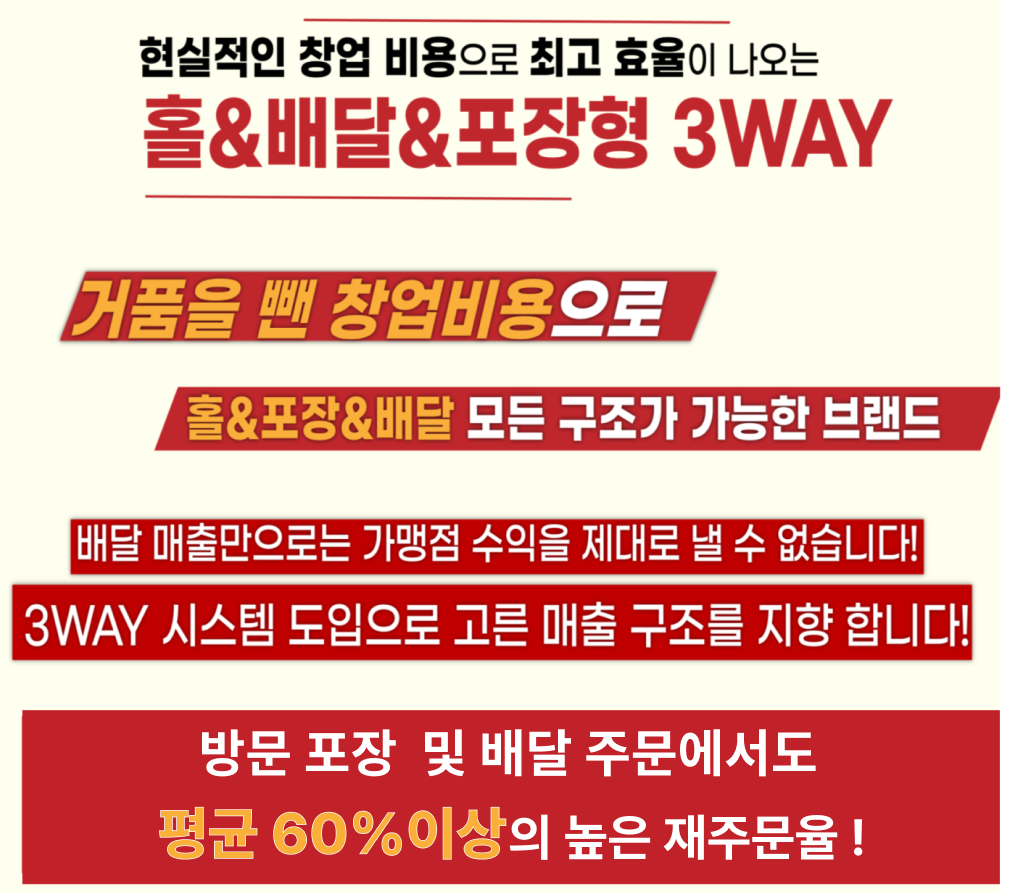 현실적인 창업 비용으로 최고 효율이 나오는
홀&배달&포장형 3WAY
거품을 뺀 창업비용으로
홀&포장&배달 모든 구조가 가능한 브랜드
배달 매출만으로는 가맹점 수익을 제대로 낼 수 없습니다!
3WAY 시스템 도입으로 고른 매출 구조를 지향 합니다!
방문 포장 및 배달 주문에서도
평균 60%이상의 높은 재주문율 !